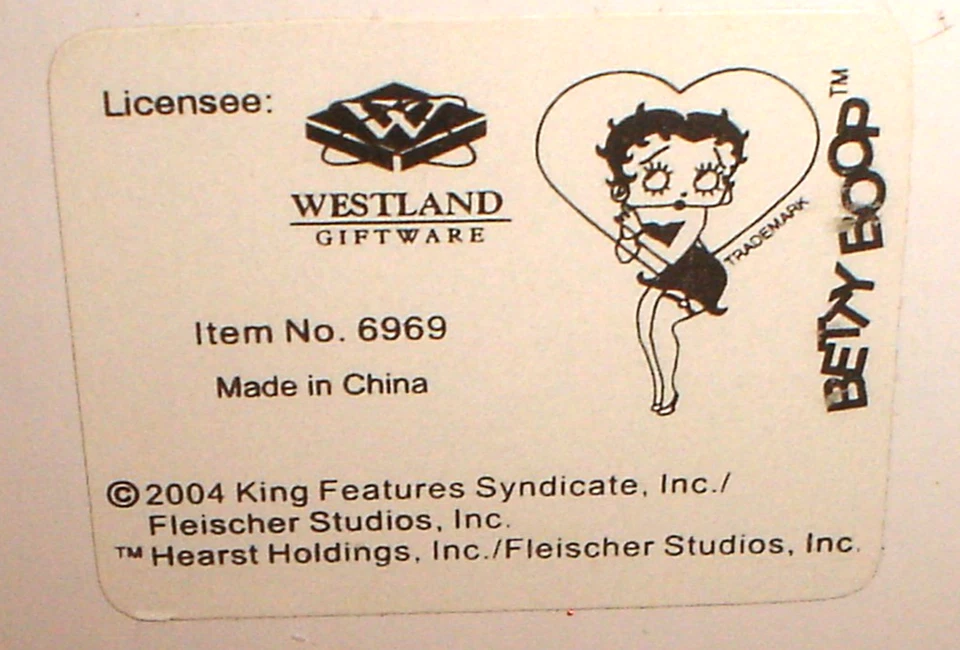 Licensee:
WESTLAND
GIFTWARE
TRADEMARK
BETTY BOOP™
Item No. 6969
Made in China
©2004 King Features Syndicate, Inc./
Fleischer Studios, Inc.
™ Hearst Holdings, Inc./Fleischer Studios, Inc.